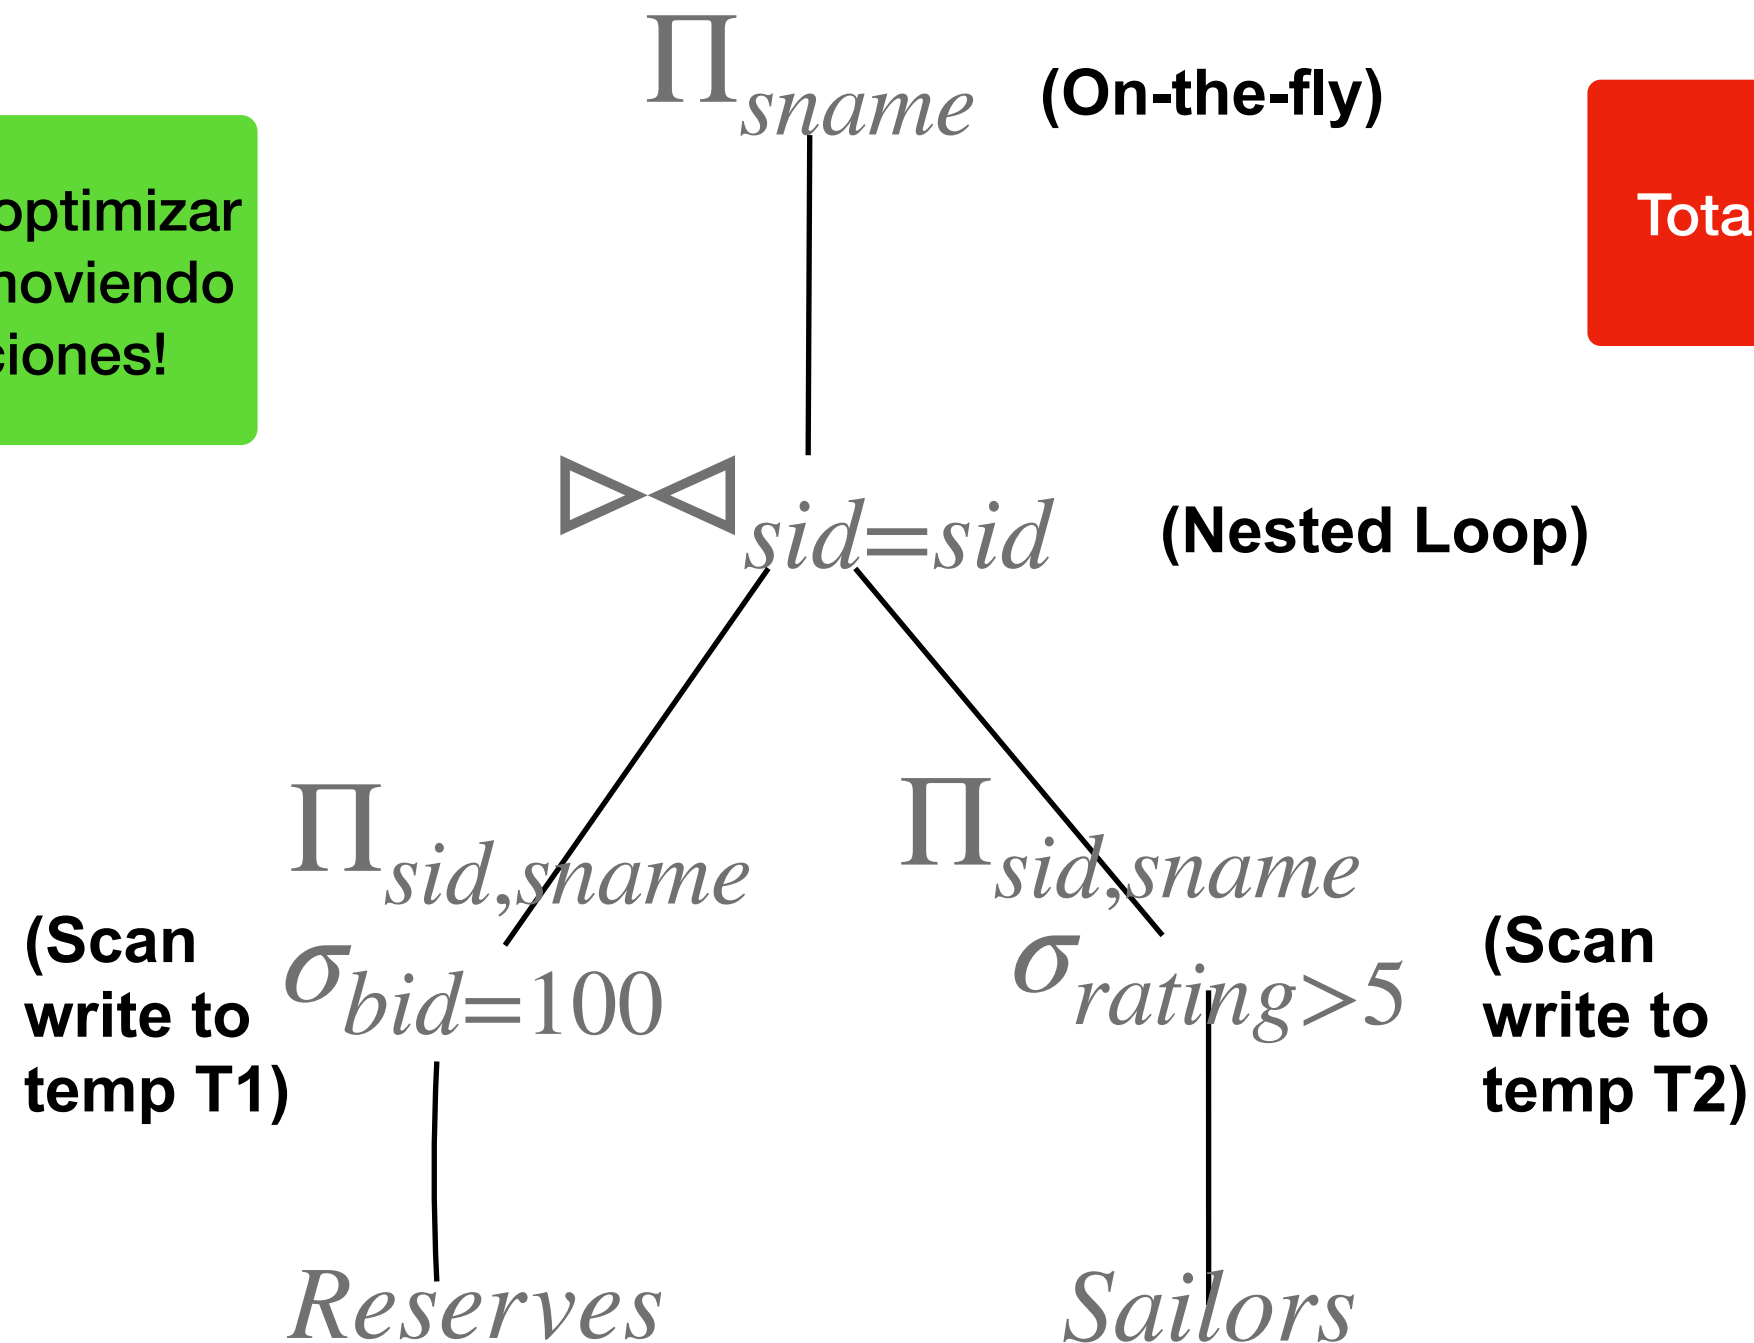 Π sname (On-the-fly)
optimizar
moviendo
ciones!
Tota
⋈ sid=sid (Nested Loop)
Π sid,sname
Π sid,sname
(Scan
write to
temp T1)
σ bid=100
σ rating>5
(Scan
write to
temp T2)
Reserves
Sailors